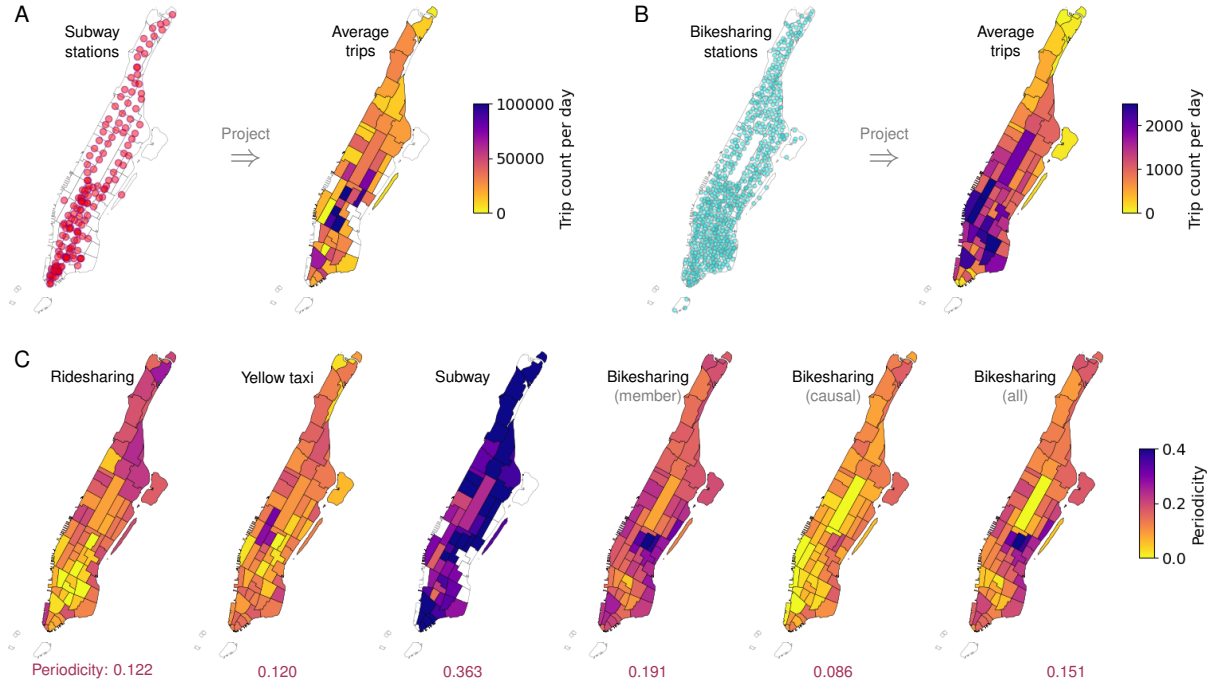 A
Subway
stations
Project
⇒
Average
trips
100000
50000
0
Trip count per day
B
Bikesharing
stations
Project
⇒
Average
trips
2000
1000
0
Trip count per day
C
Ridesharing
Yellow taxi
Subway
Bikesharing
(member)
Bikesharing
(causal)
Bikesharing
(all)
0.4
0.2
0.0
Periodicity
Periodicity: 0.122
0.120
0.363
0.191
0.086
0.151